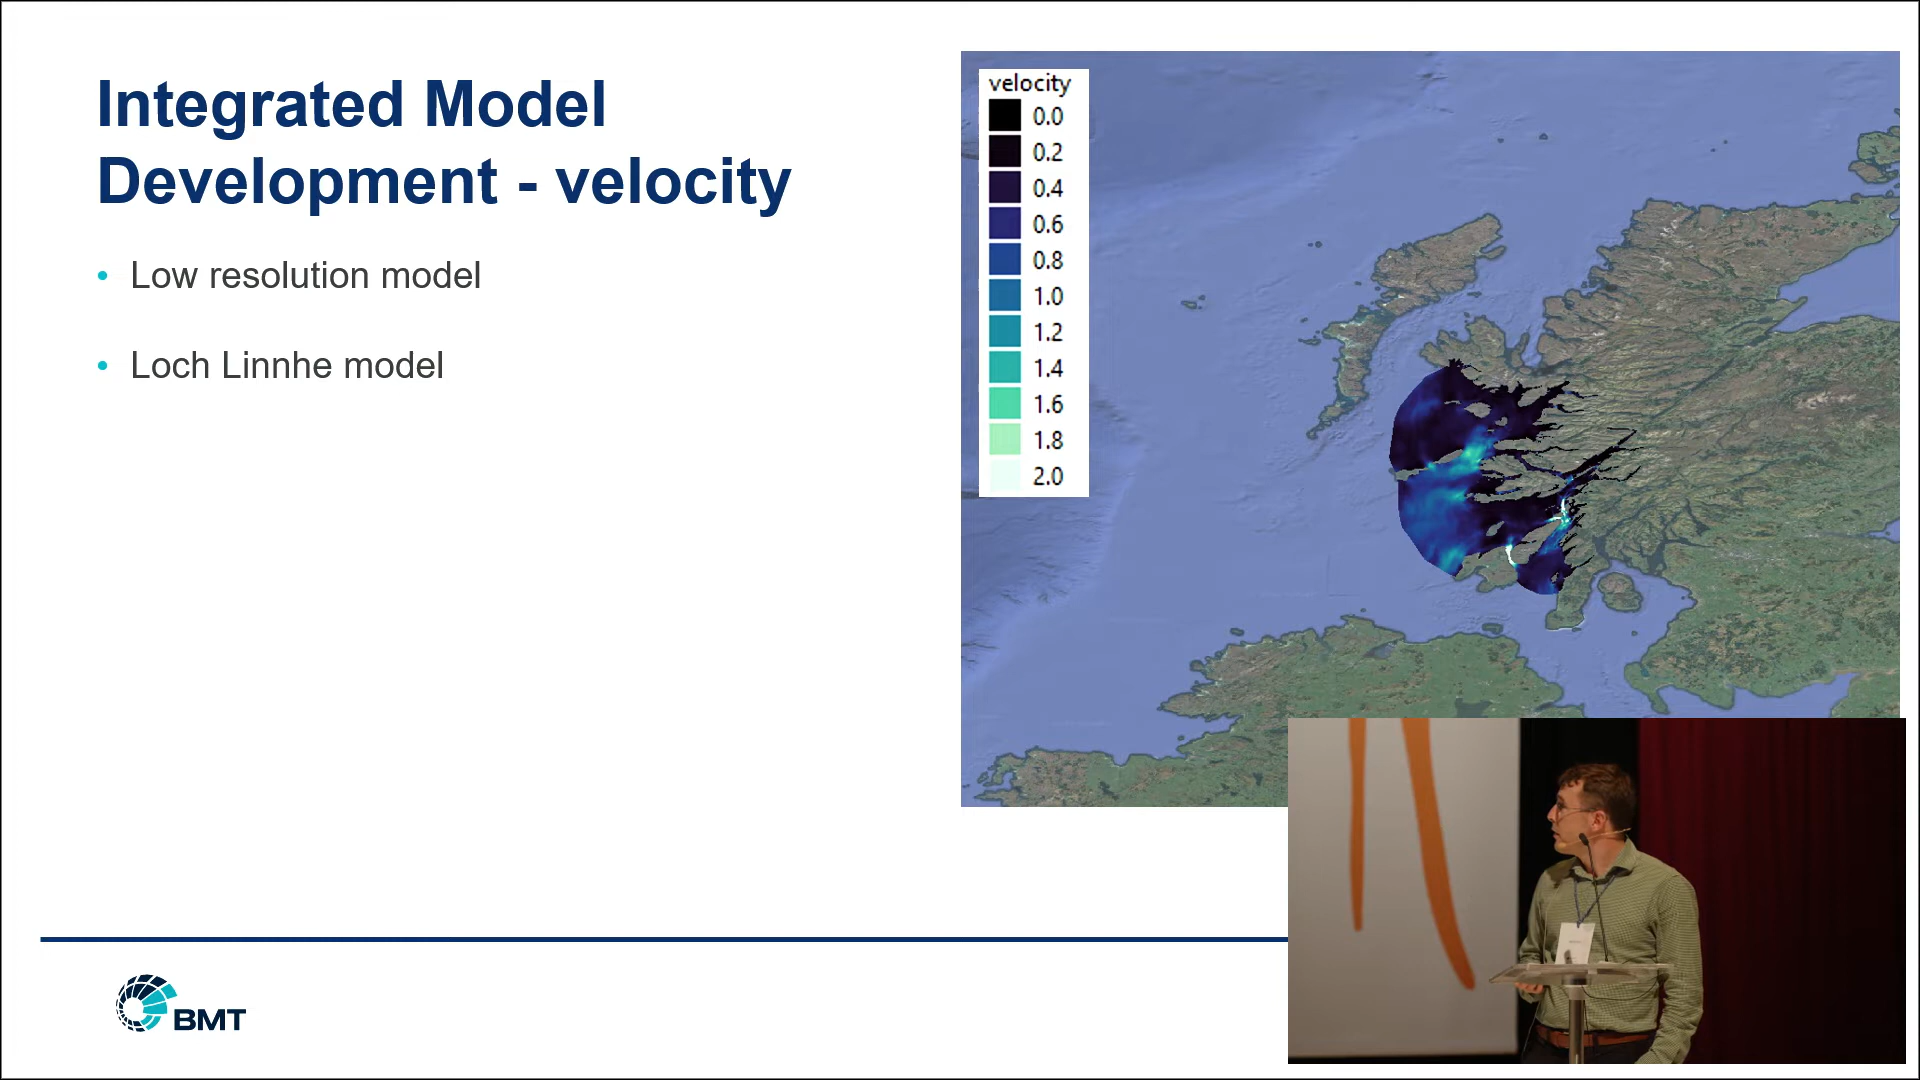 Integrated Model
Development - velocity
• Low resolution model
• Loch Linnhe model
velocity
0.0
0.2
0.4
0.6
0.8
1.0
1.2
1.4
1.6
1.8
2.0
BMT